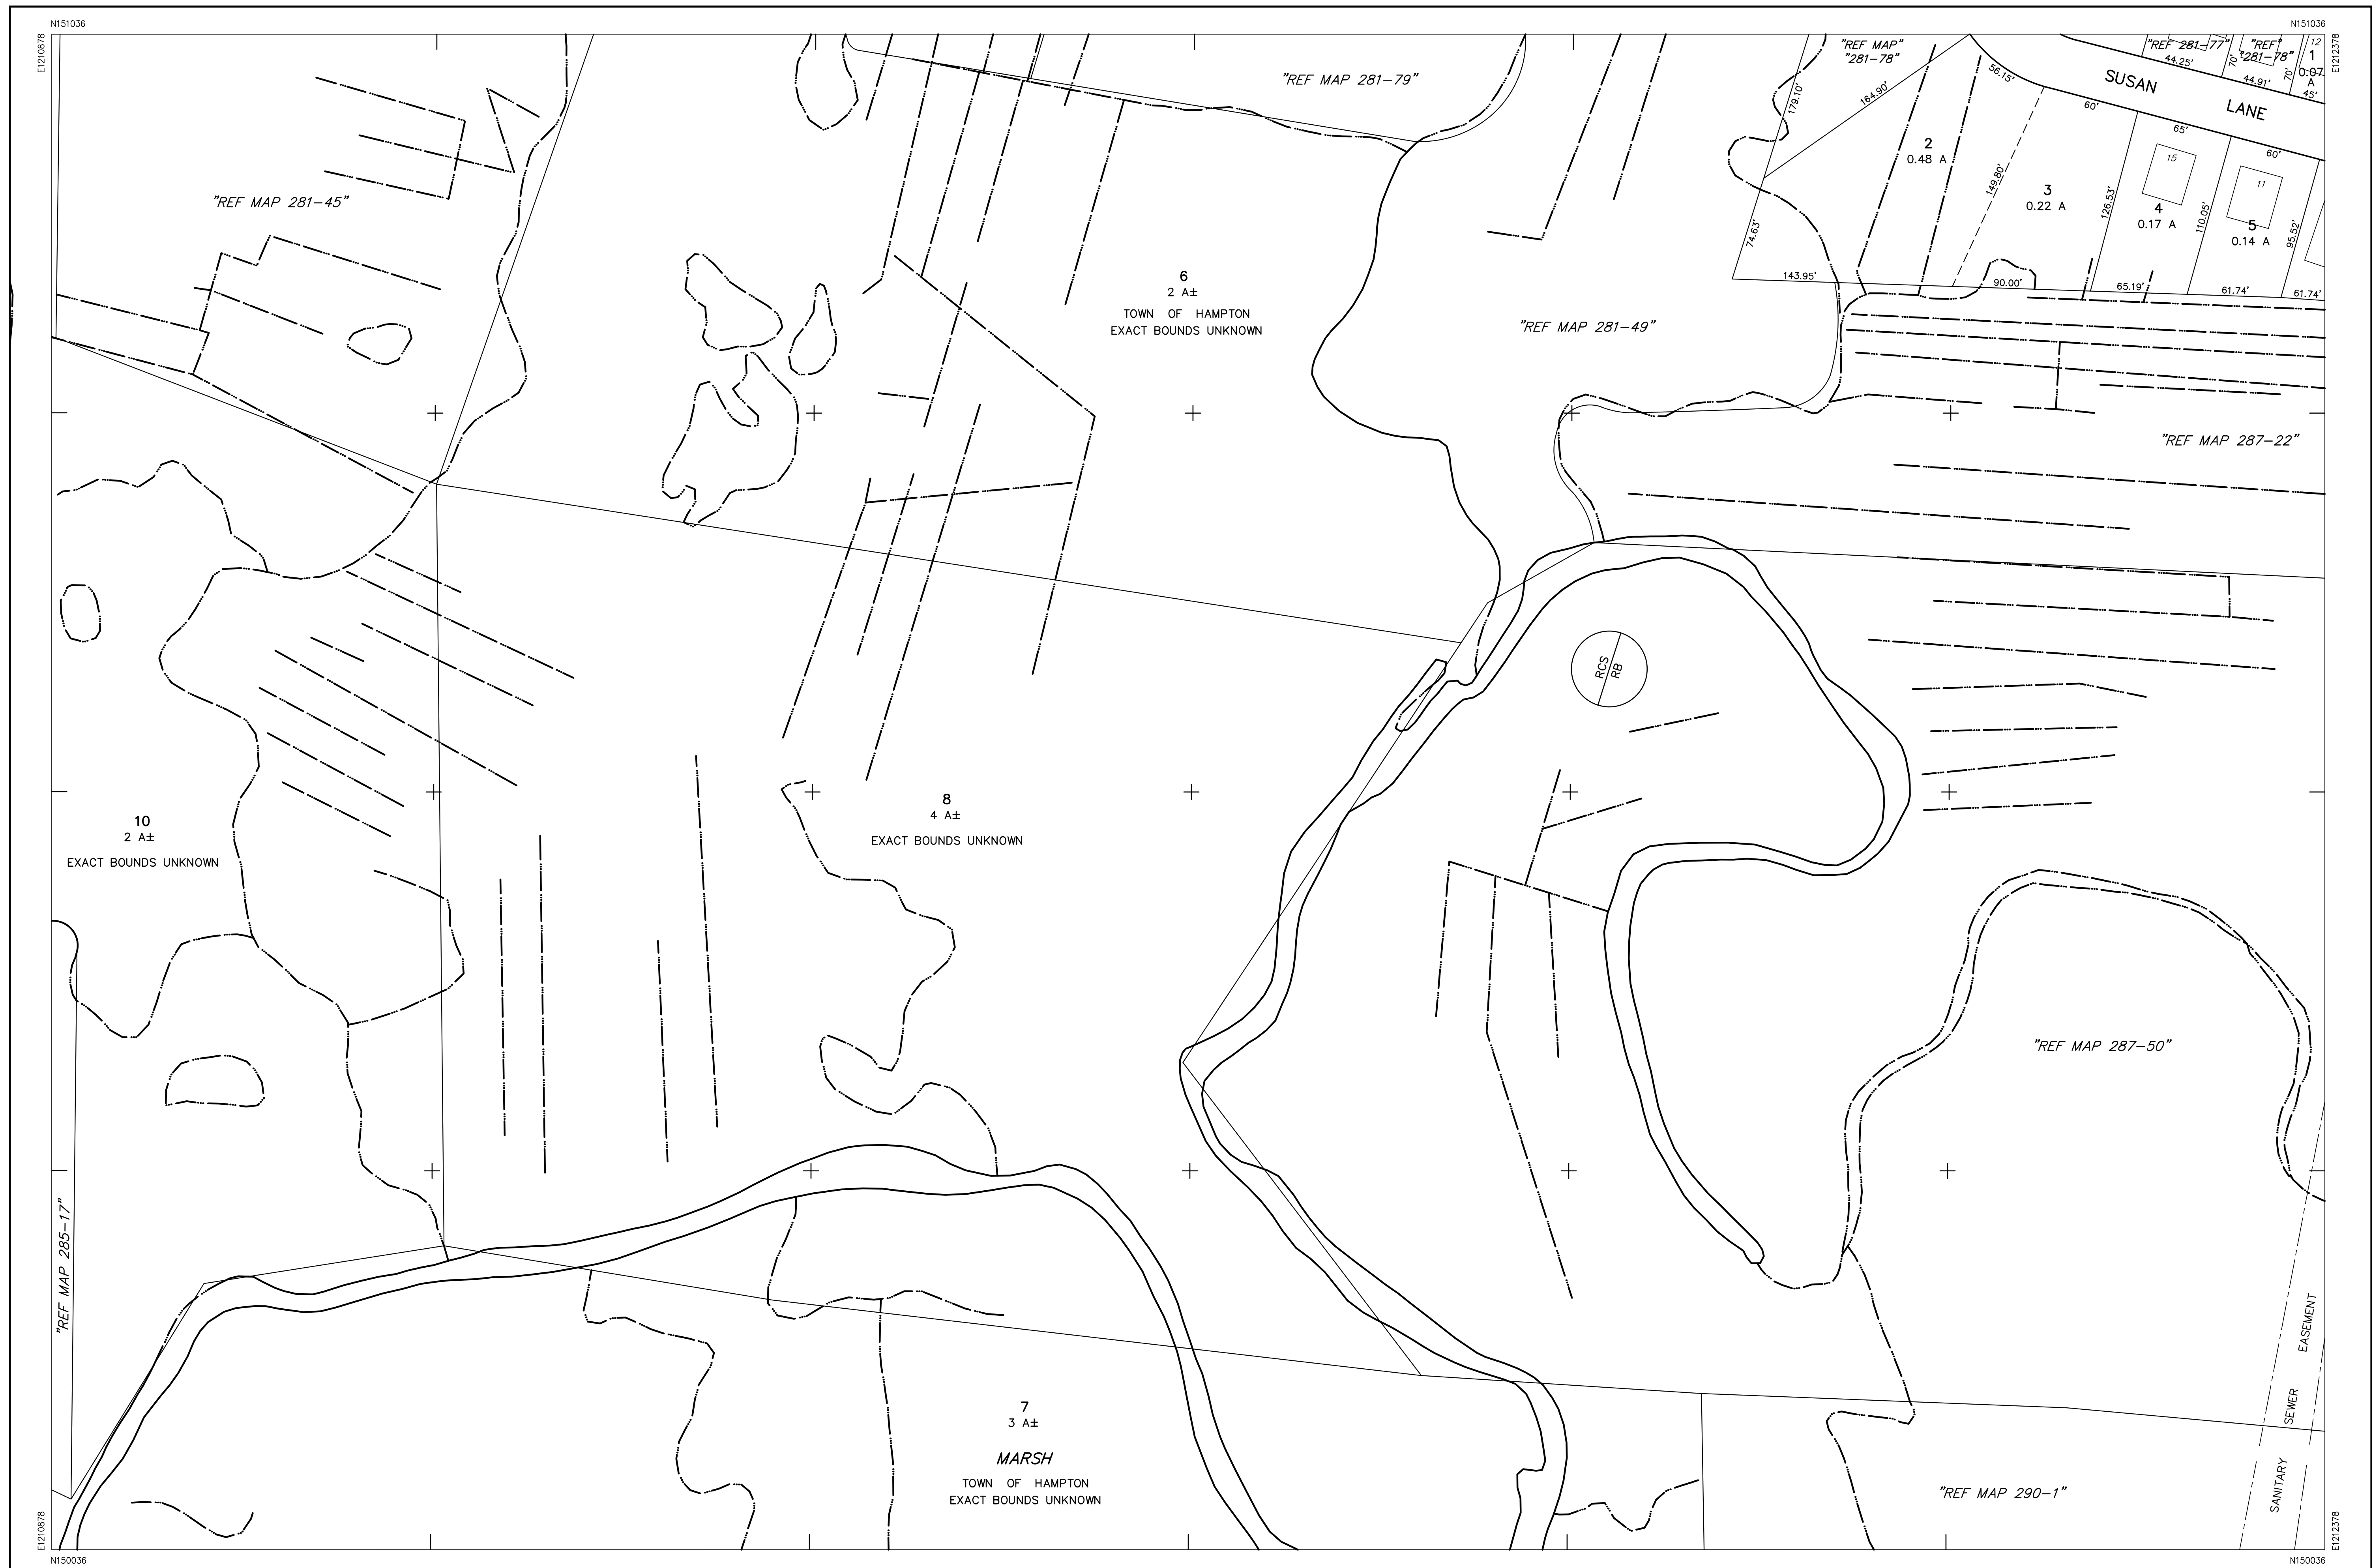 N151036
N151036
E1210878
E1212378
"REF MAP 281-79"
"REF MAP"
"281-78"
"REF 281-77"
"REF"
"281-78"
12
1
0.07
A
44.25'
70'
44.91'
70'
45'
SUSAN LANE
56.15'
164.90'
179.10'
60'
65'
60'
2
0.48 A
149.80'
3
0.22 A
126.53'
15
4
0.17 A
110.05'
11
5
0.14 A
95.52'
74.63'
143.95'
90.00'
65.19'
61.74'
61.74'
"REF MAP 281-45"
6
2 A±
TOWN OF HAMPTON
EXACT BOUNDS UNKNOWN
"REF MAP 281-49"
"REF MAP 287-22"
RCS
RB
10
2 A±
EXACT BOUNDS UNKNOWN
8
4 A±
EXACT BOUNDS UNKNOWN
"REF MAP 287-50"
"REF MAP 285-17"
7
3 A±
MARSH
TOWN OF HAMPTON
EXACT BOUNDS UNKNOWN
"REF MAP 290-1"
SANITARY SEWER EASEMENT
E1210878
E1212378
N150036
N150036